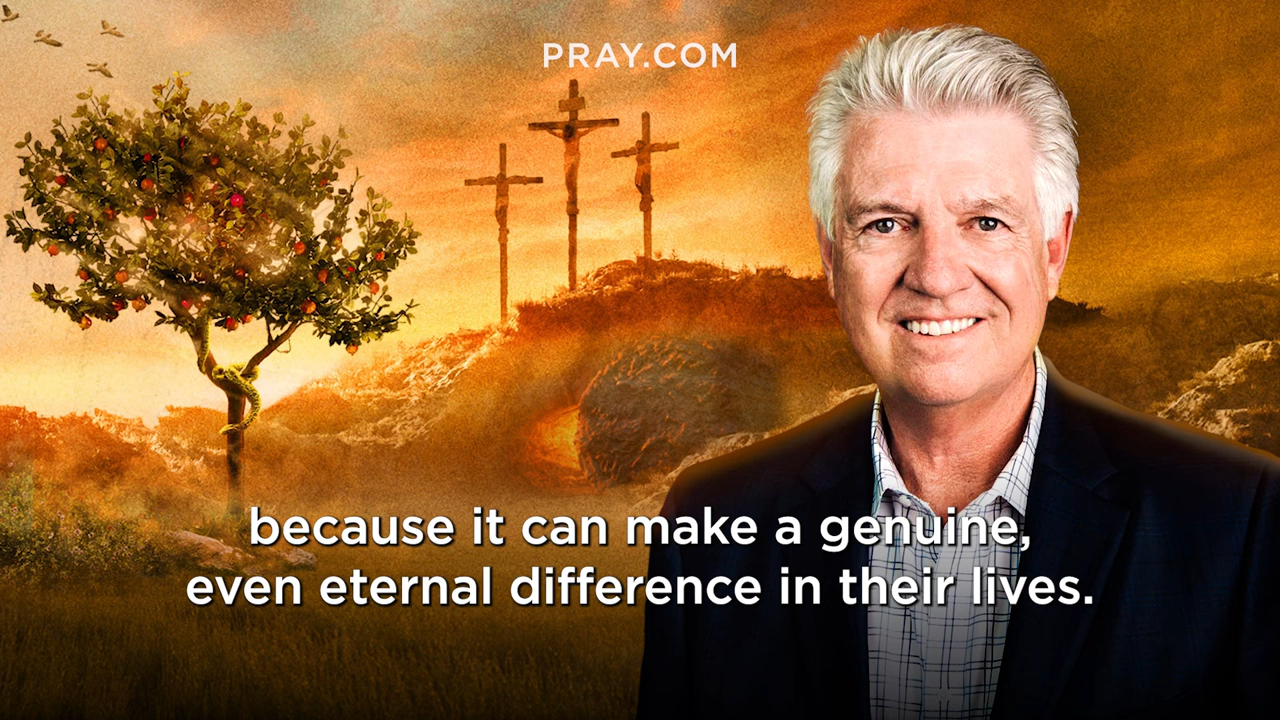 PRAY.COM
because it can make a genuine,
even eternal difference in their lives.